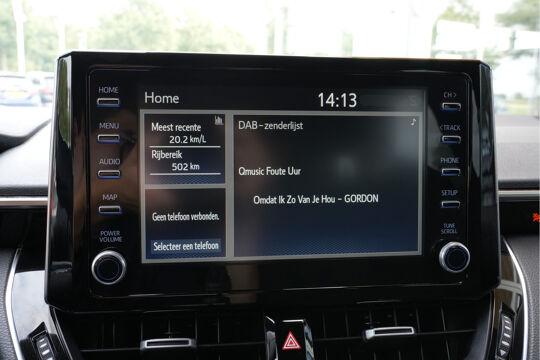 HOME
MENU
AUDIO
MAP
POWER
VOLUME
Home
14:13
Meest recente
20.2 km/L
Rijbereik
502 km
Geen telefoon verbonden.
Selecteer een telefoon
DAB-zenderlijst
Qmusic Foute Uur
Omdat Ik Zo Van Je Hou - GORDON
CH >
< TRACK
PHONE
SETUP
TUNE
SCROLL